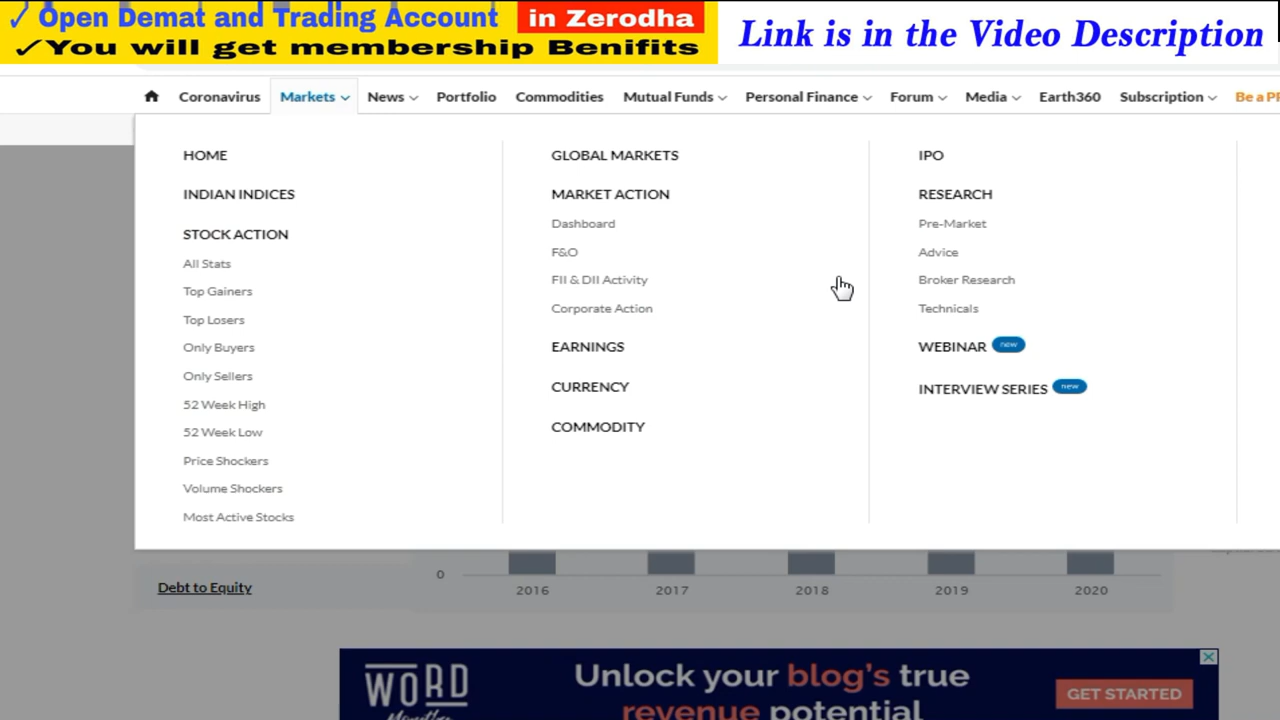 ✓ Open Demat and Trading Account in Zerodha
✓You will get membership Benifits
Link is in the Video Description
Coronavirus Markets News Portfolio Commodities Mutual Funds Personal Finance Forum Media Earth360 Subscription Be a PR
HOME
INDIAN INDICES
STOCK ACTION
All Stats
Top Gainers
Top Losers
Only Buyers
Only Sellers
52 Week High
52 Week Low
Price Shockers
Volume Shockers
Most Active Stocks
GLOBAL MARKETS
MARKET ACTION
Dashboard
F&O
FII & DII Activity
Corporate Action
EARNINGS
CURRENCY
COMMODITY
IPO
RESEARCH
Pre-Market
Advice
Broker Research
Technicals
WEBINAR new
INTERVIEW SERIES new
0
2016 2017 2018 2019 2020
Debt to Equity
WORD
Unlock your blog's true
revenue potential
GET STARTED